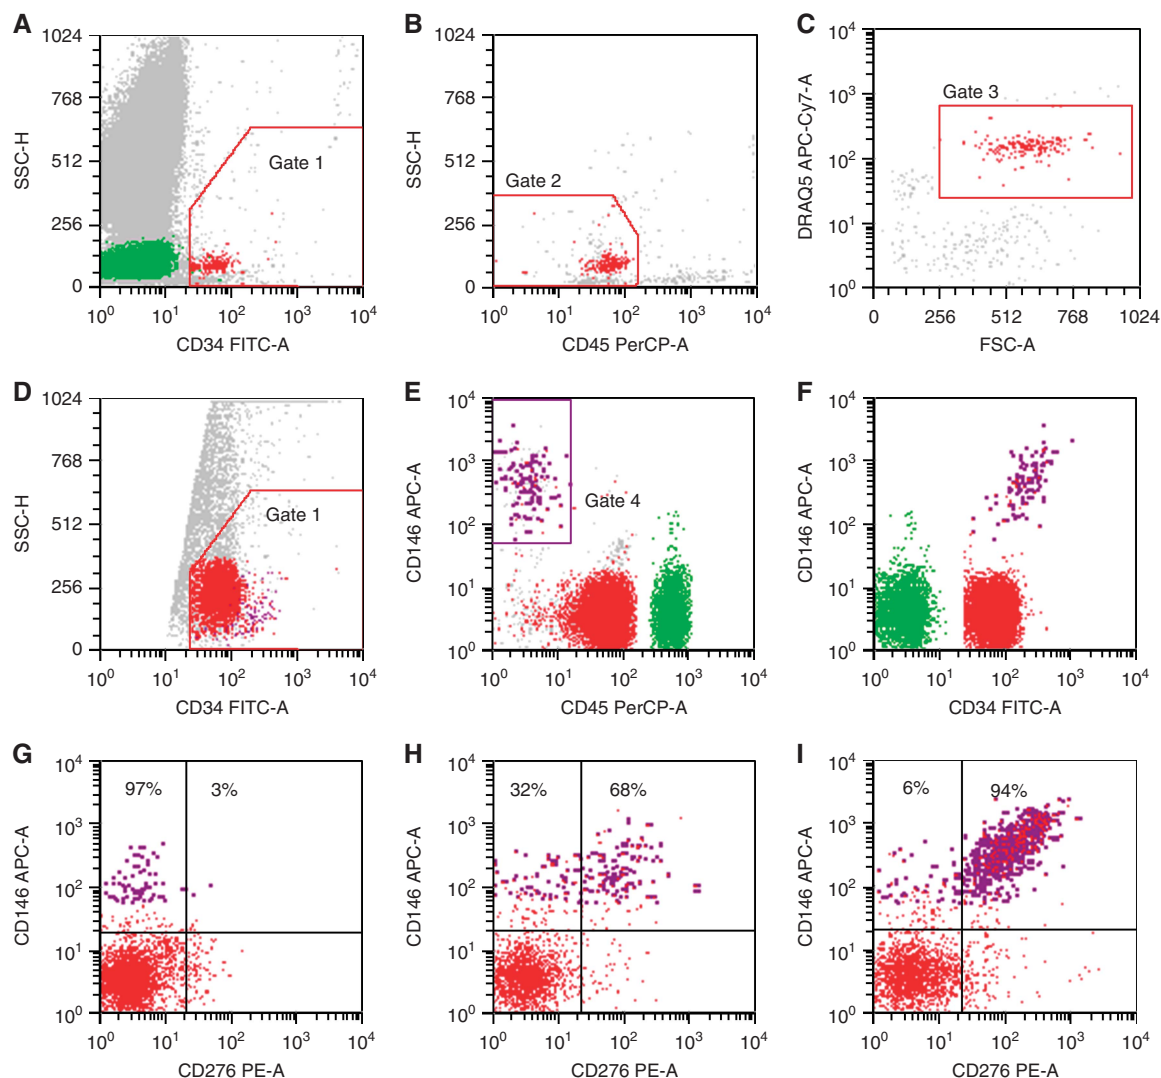 A
1024
768
512
256
0
SSC-H
Gate 1
10^0 10^1 10^2 10^3 10^4
CD34 FITC-A
B
1024
768
512
256
0
SSC-H
Gate 2
10^0 10^1 10^2 10^3 10^4
CD45 PerCP-A
C
10^4
10^3
10^2
10^1
10^0
DRAQ5 APC-Cy7-A
Gate 3
0 256 512 768 1024
FSC-A
D
1024
768
512
256
0
SSC-H
Gate 1
10^0 10^1 10^2 10^3 10^4
CD34 FITC-A
E
10^4
10^3
10^2
10^1
10^0
CD146 APC-A
Gate 4
10^0 10^1 10^2 10^3 10^4
CD45 PerCP-A
F
10^4
10^3
10^2
10^1
10^0
CD146 APC-A
10^0 10^1 10^2 10^3 10^4
CD34 FITC-A
G
10^4
10^3
10^2
10^1
10^0
CD146 APC-A
97% 3%
10^0 10^1 10^2 10^3 10^4
CD276 PE-A
H
10^4
10^3
10^2
10^1
10^0
CD146 APC-A
32% 68%
10^0 10^1 10^2 10^3 10^4
CD276 PE-A
I
10^4
10^3
10^2
10^1
10^0
CD146 APC-A
6% 94%
10^0 10^1 10^2 10^3 10^4
CD276 PE-A